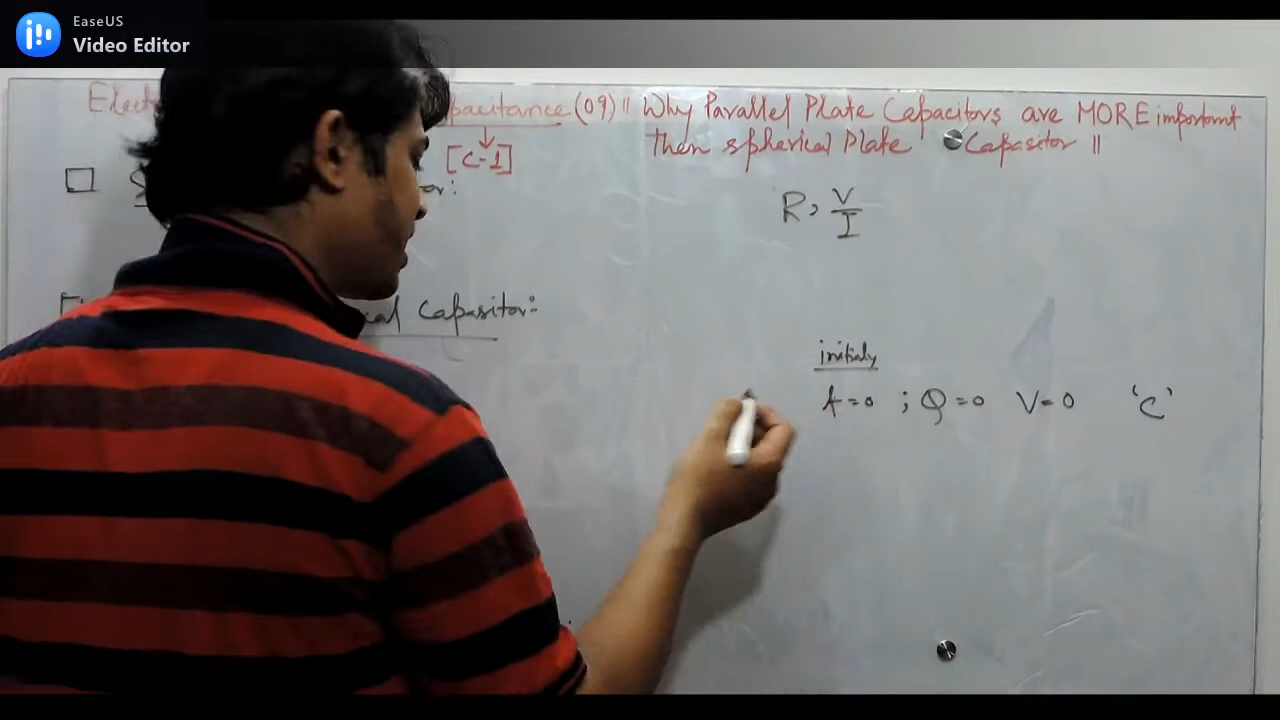 EaseUS
Video Editor
Elect pacitance (09) || Why Parallel Plate Capacitors are MORE important
then spherical Plate Capasitor ||
[C-1]
or:
R, V/I
cal Capasitor:
initialy
t=0 ; Q=0 V=0 'C'